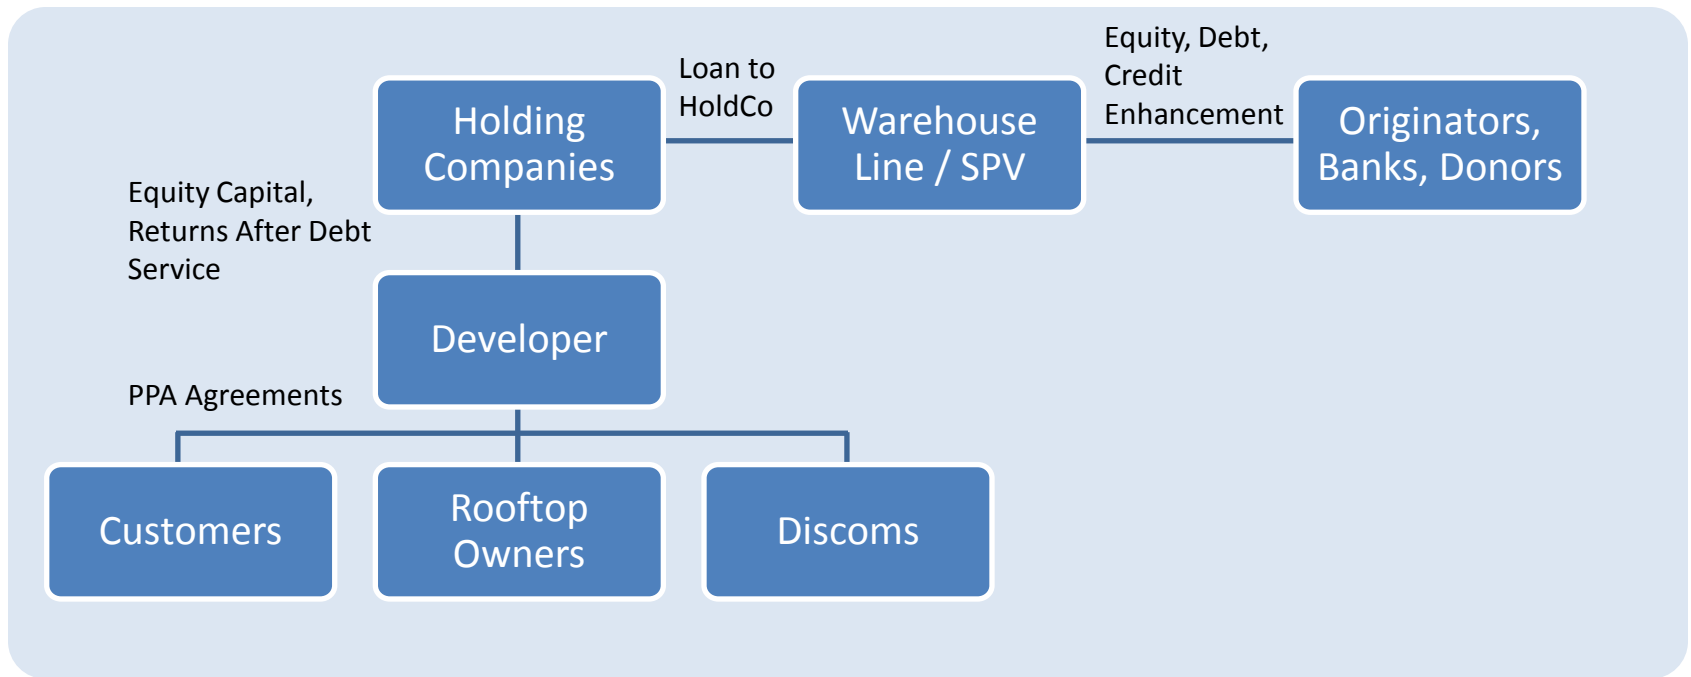 Equity, Debt,
Credit
Enhancement
Loan to
HoldCo
Holding
Companies
Warehouse
Line / SPV
Originators,
Banks, Donors
Equity Capital,
Returns After Debt
Service
Developer
PPA Agreements
Customers
Rooftop
Owners
Discoms